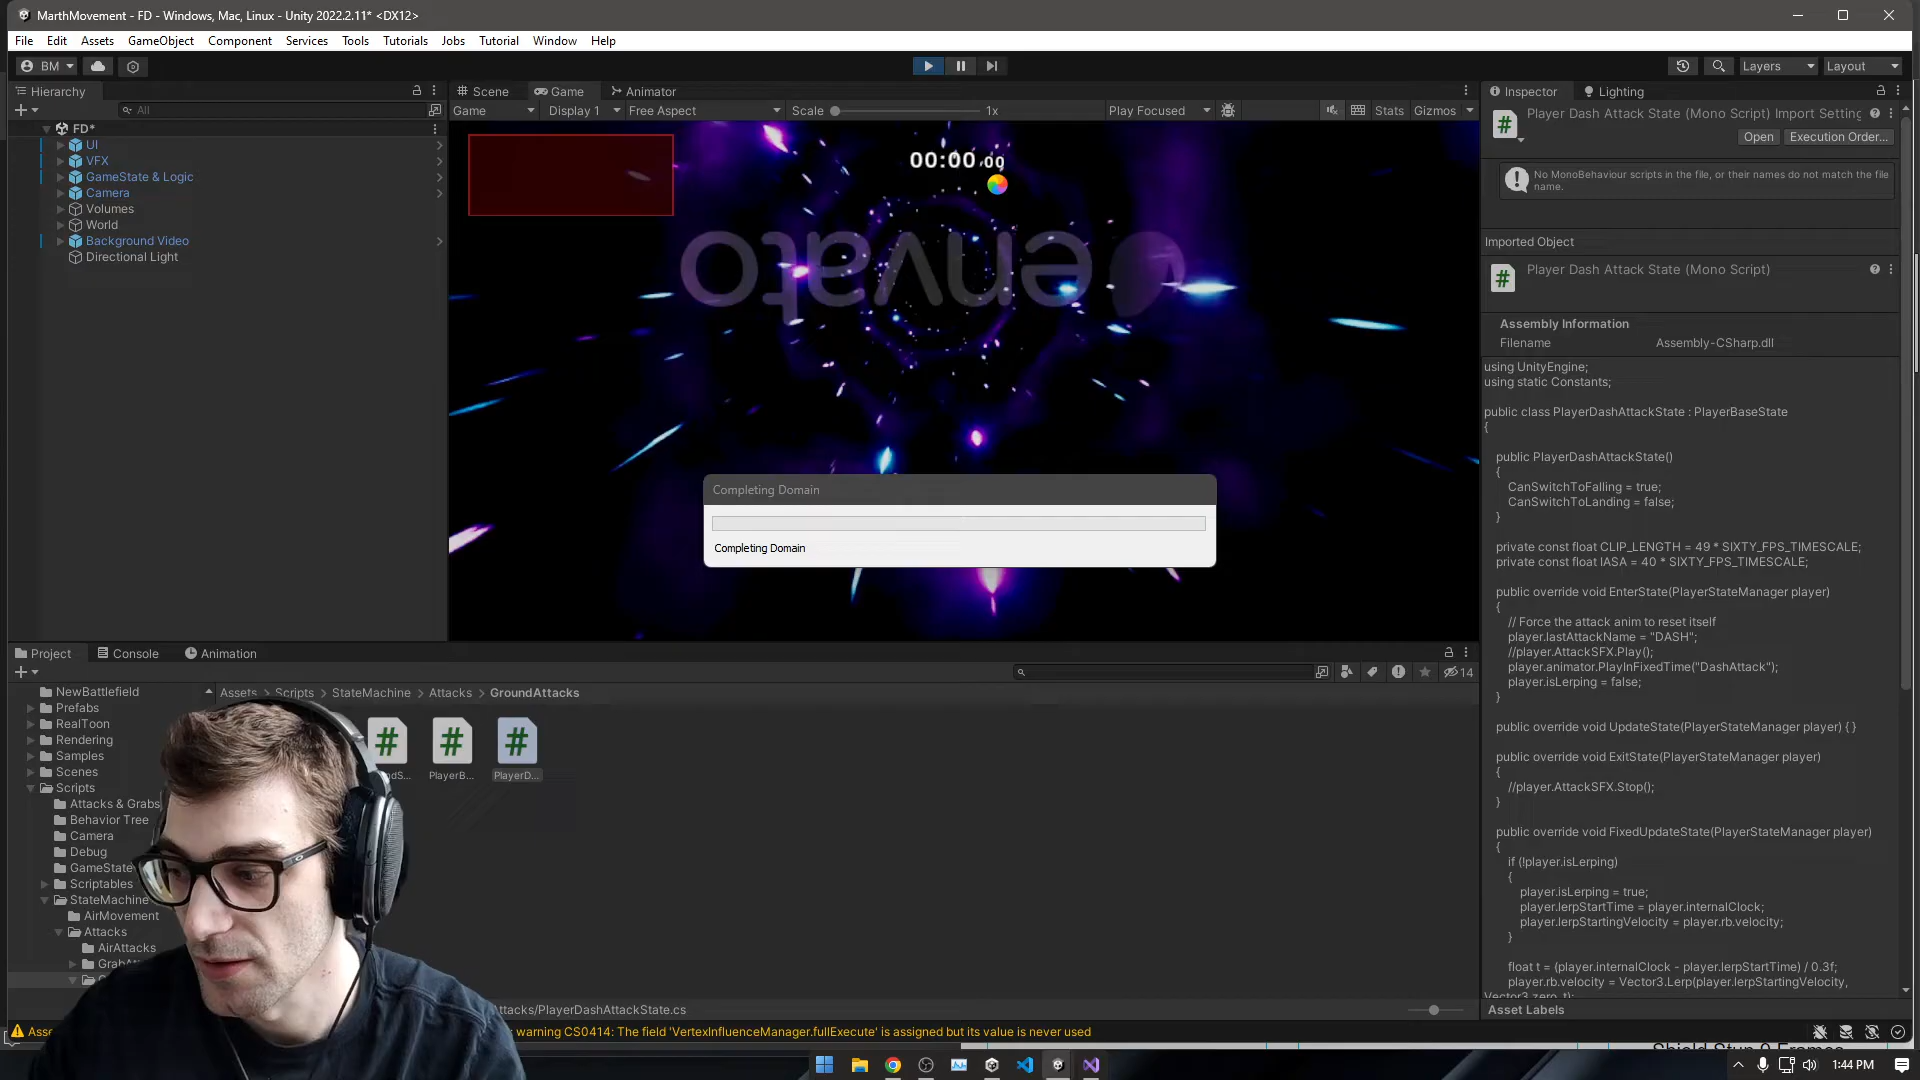 MarthMovement - FD - Windows, Mac, Linux - Unity 2022.2.11* <DX12>
File Edit Assets GameObject Component Services Tools Tutorials Jobs Tutorial Window Help
BM Layers Layout
Hierarchy Scene Game Animator Inspector Lighting
All Game Display 1 Free Aspect Scale 1x Play Focused Stats Gizmos
FD*
UI
VFX
GameState & Logic
Camera
Volumes
World
Background Video
Directional Light
00:00.00
envato
Completing Domain
Completing Domain
Player Dash Attack State (Mono Script) Import Setting
Open Execution Order...
No MonoBehaviour scripts in the file, or their names do not match the file
name.
Imported Object
Player Dash Attack State (Mono Script)
Assembly Information
Filename Assembly-CSharp.dll
using UnityEngine;
using static Constants;
public class PlayerDashAttackState : PlayerBaseState
{
public PlayerDashAttackState()
{
CanSwitchToFalling = true;
CanSwitchToLanding = false;
}
private const float CLIP_LENGTH = 49 * SIXTY_FPS_TIMESCALE;
private const float IASA = 40 * SIXTY_FPS_TIMESCALE;
public override void EnterState(PlayerStateManager player)
{
// Force the attack anim to reset itself
player.lastAttackName = "DASH";
//player.AttackSFX.Play();
player.animator.PlayInFixedTime("DashAttack");
player.isLerping = false;
}
public override void UpdateState(PlayerStateManager player) { }
public override void ExitState(PlayerStateManager player)
{
//player.AttackSFX.Stop();
}
public override void FixedUpdateState(PlayerStateManager player)
{
if (!player.isLerping)
{
player.isLerping = true;
player.lerpStartTime = player.internalClock;
player.lerpStartingVelocity = player.rb.velocity;
}
float t = (player.internalClock - player.lerpStartTime) / 0.3f;
player.rb.velocity = Vector3.Lerp(player.lerpStartingVelocity,
Vector3.zero, t);
Asset Labels
Project Console Animation
14
NewBattlefield
Prefabs
RealToon
Rendering
Samples
Scenes
Scripts
Attacks & Grabs
Behavior Tree
Camera
Debug
GameState
Scriptables
StateMachine
AirMovement
Attacks
AirAttacks
Assets > Scripts > StateMachine > Attacks > GroundAttacks
ndS... PlayerB... PlayerD...
ttacks/PlayerDashAttackState.cs
Asse
warning CS0414: The field 'VertexInfluenceManager.fullExecute' is assigned but its value is never used
1:44 PM